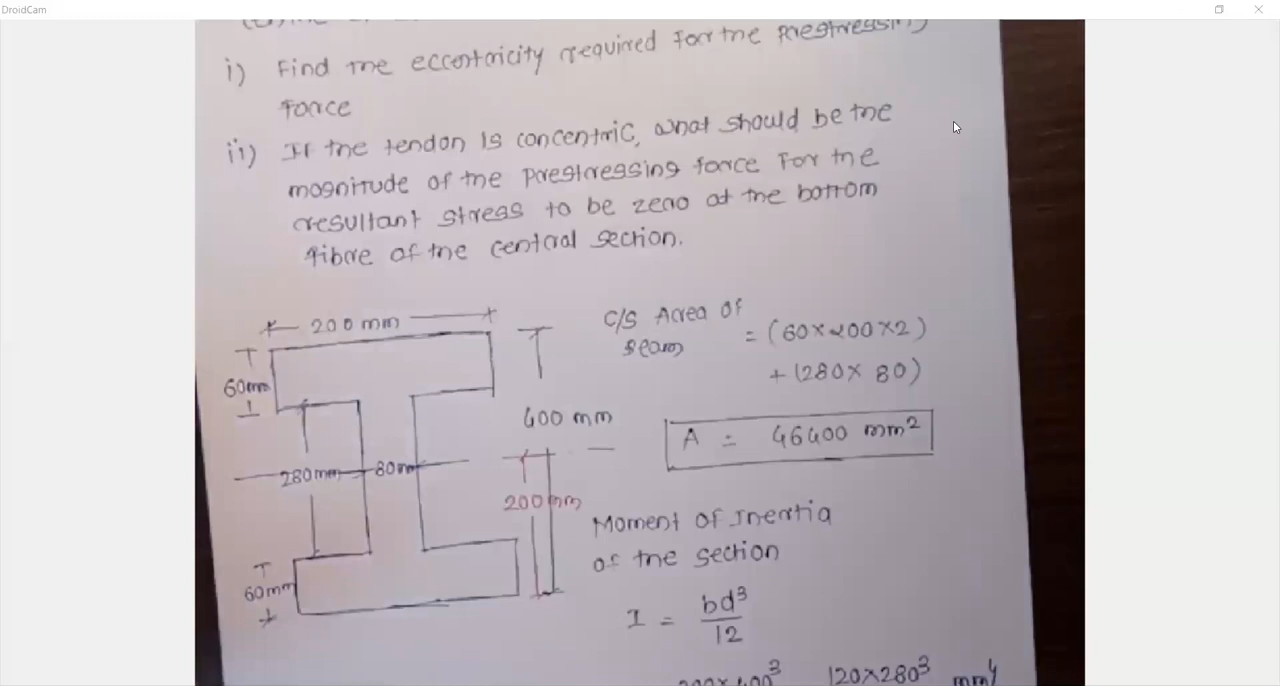 DroidCam
i) Find the eccentricity required for the prestressing
force
ii) If the tendon is concentric, what should be the
magnitude of the prestressing force for the
resultant stress to be zero at the bottom
fibre of the central section.
200 mm
60mm
280mm
80mm
60mm
400 mm
200 mm
C/S Area of
Beam
= (60×200×2)
+ (280× 80)
A = 46400 mm²
Moment of Inertia
of the section
I = bd³
12
120×280³ mm⁴